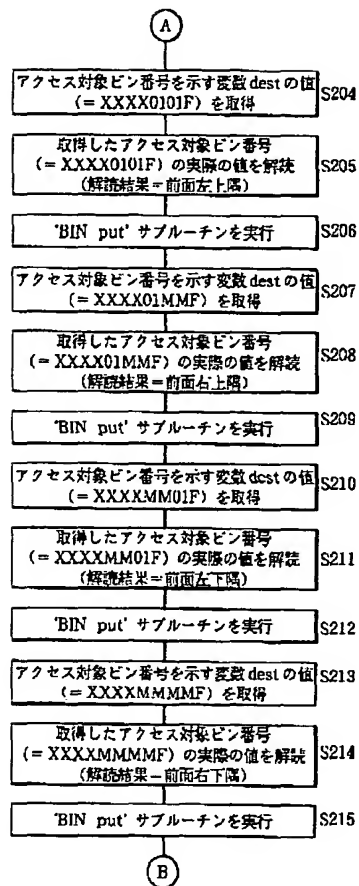 A
アクセス対象ビン番号を示す変数 dest の値
(= XXXX0101F) を取得
S204
取得したアクセス対象ビン番号
(= XXXX0101F) の実際の値を解読
(解読結果=前面左上隅)
S205
'BIN put' サブルーチンを実行
S206
アクセス対象ビン番号を示す変数 dest の値
(= XXXX01MMF) を取得
S207
取得したアクセス対象ビン番号
(= XXXX01MMF) の実際の値を解読
(解読結果=前面右上隅)
S208
'BIN put' サブルーチンを実行
S209
アクセス対象ビン番号を示す変数 dest の値
(= XXXXMM01F) を取得
S210
取得したアクセス対象ビン番号
(= XXXXMM01F) の実際の値を解読
(解読結果=前面左下隅)
S211
'BIN put' サブルーチンを実行
S212
アクセス対象ビン番号を示す変数 dest の値
(= XXXXMMMMF) を取得
S213
取得したアクセス対象ビン番号
(= XXXXMMMMF) の実際の値を解読
(解読結果=前面右下隅)
S214
'BIN put' サブルーチンを実行
S215
B